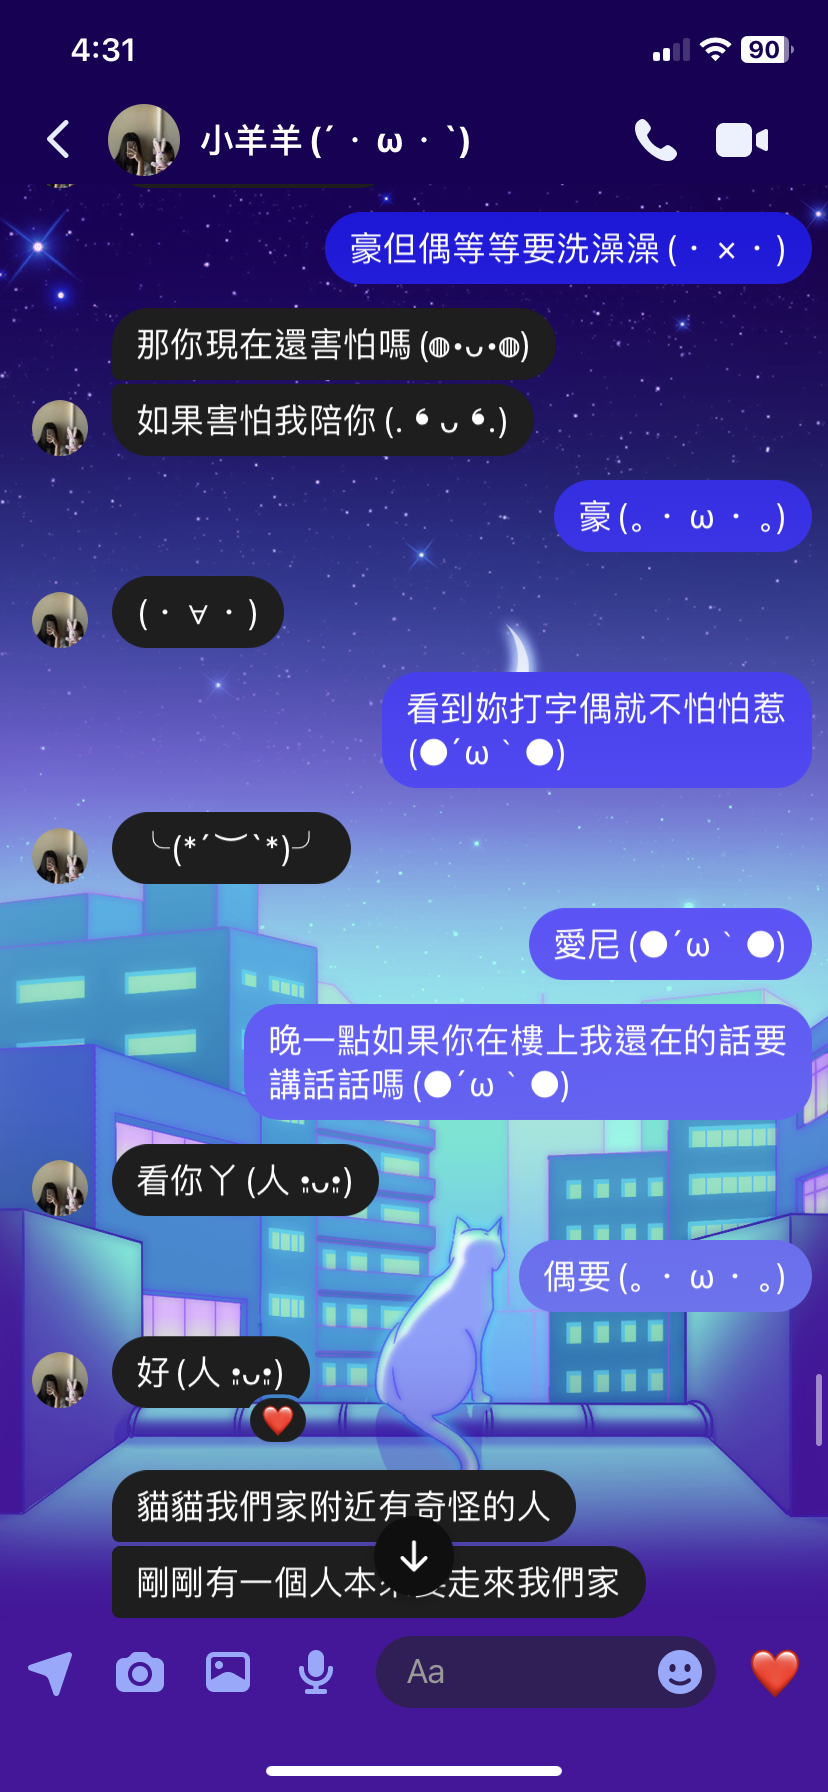 4:31
90
小羊羊 (´・ω・`)
豪但偶等等要洗澡澡 (・×・)
那你現在還害怕嗎 (◍•ᴗ•◍)
如果害怕我陪你 (. ❛ ᴗ ❛.)
豪 (。・ω・。)
(・∀・)
看到妳打字偶就不怕怕惹
(●´ω｀●)
╰(*´︶`*)╯
愛尼 (●´ω｀●)
晚一點如果你在樓上我還在的話要
講話話嗎 (●´ω｀●)
看你丫 (人 •͈ᴗ•͈)
偶要 (。・ω・。)
好 (人 •͈ᴗ•͈)
貓貓我們家附近有奇怪的人
剛剛有一個人本來要走來我們家
Aa